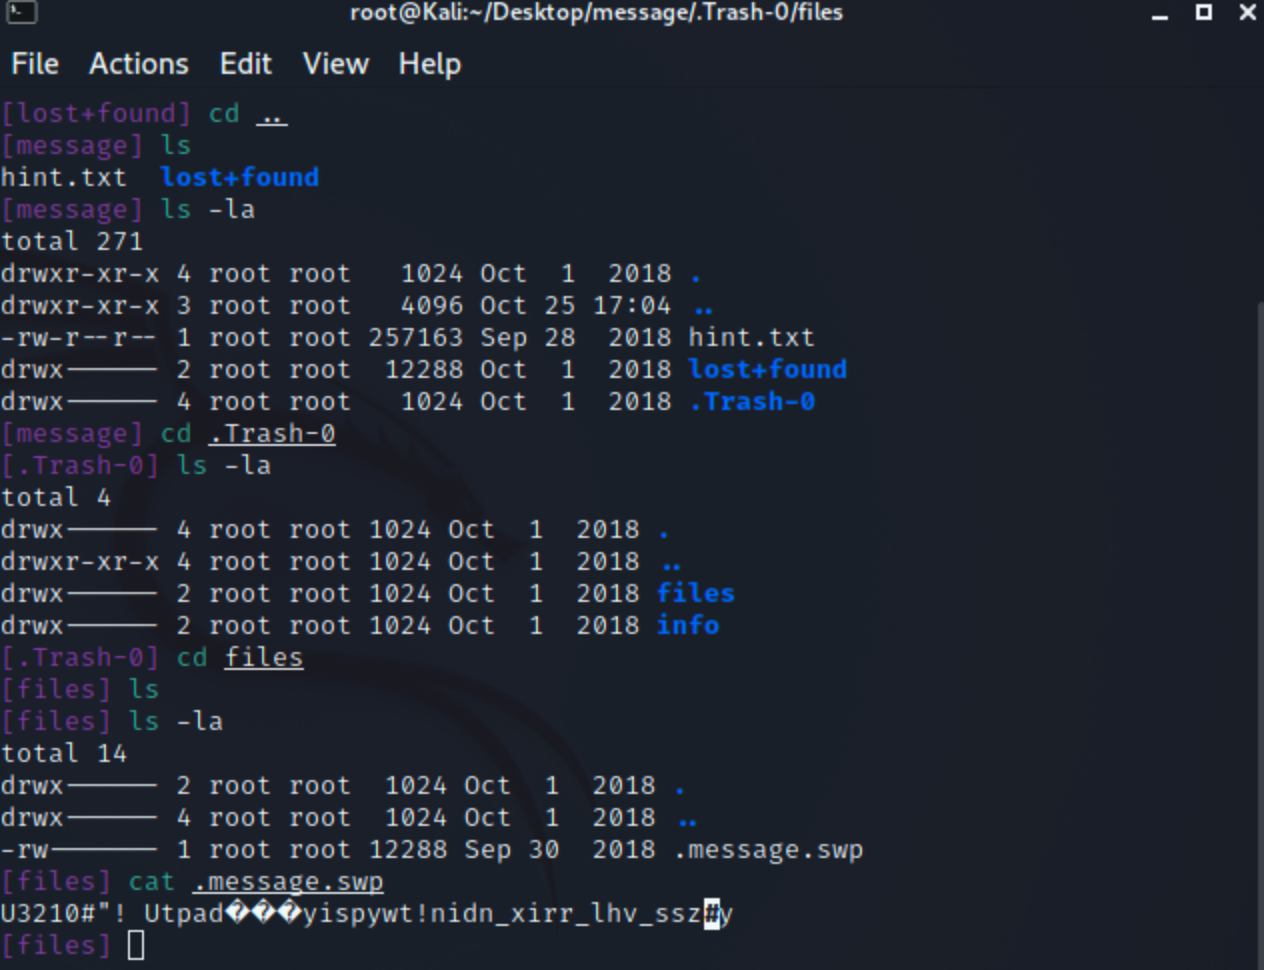 root@Kali:~/Desktop/message/.Trash-0/files
File Actions Edit View Help
[lost+found] cd ..
[message] ls
hint.txt lost+found
[message] ls -la
total 271
drwxr-xr-x 4 root root 1024 Oct 1 2018 .
drwxr-xr-x 3 root root 4096 Oct 25 17:04 ..
-rw-r--r-- 1 root root 257163 Sep 28 2018 hint.txt
drwx------ 2 root root 12288 Oct 1 2018 lost+found
drwx------ 4 root root 1024 Oct 1 2018 .Trash-0
[message] cd .Trash-0
[.Trash-0] ls -la
total 4
drwx------ 4 root root 1024 Oct 1 2018 .
drwxr-xr-x 4 root root 1024 Oct 1 2018 ..
drwx------ 2 root root 1024 Oct 1 2018 files
drwx------ 2 root root 1024 Oct 1 2018 info
[.Trash-0] cd files
[files] ls
[files] ls -la
total 14
drwx------ 2 root root 1024 Oct 1 2018 .
drwx------ 4 root root 1024 Oct 1 2018 ..
-rw------- 1 root root 12288 Sep 30 2018 .message.swp
[files] cat .message.swp
U3210#"! Utpad���yispywt!nidn_xirr_lhv_ssz#y
[files]